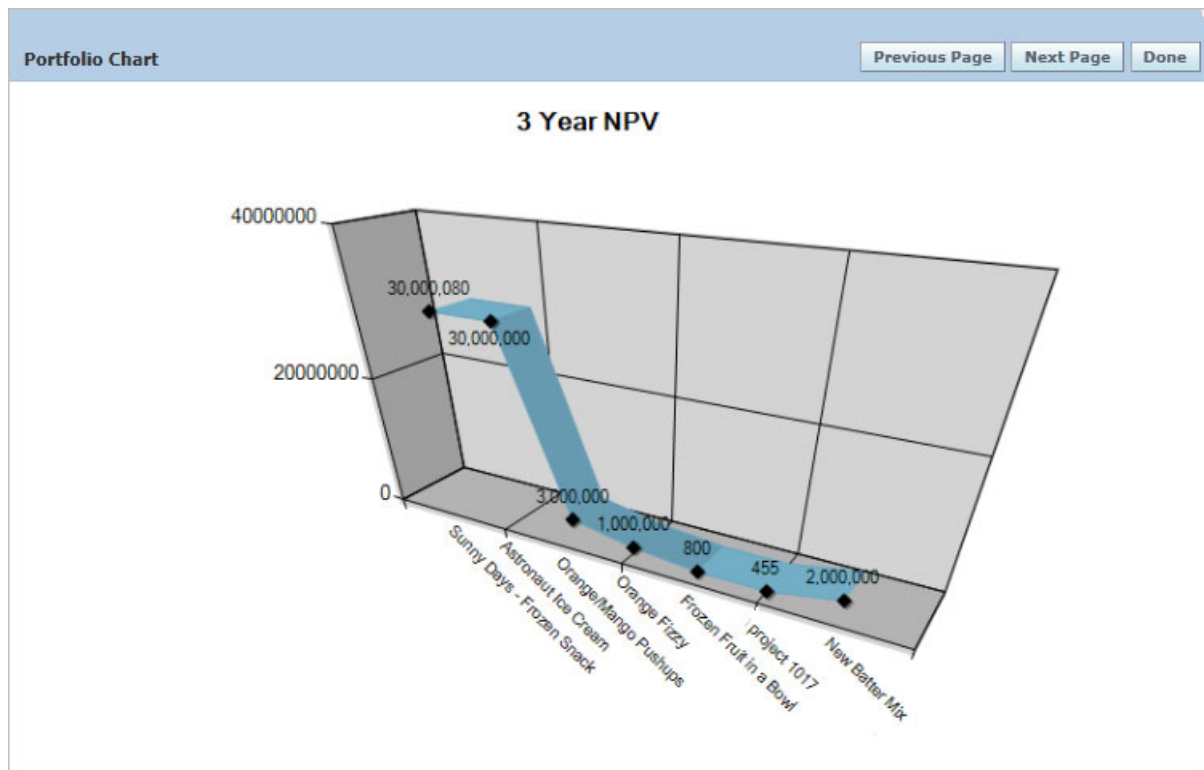 Portfolio Chart
Previous Page
Next Page
Done
3 Year NPV
40000000
20000000
0
30,000,080
30,000,000
3,000,000
1,000,000
800
455
2,000,000
Sunny Days - Frozen Snack
Astronaut Ice Cream
Orange/Mango Pushups
Orange Fizzy
Frozen Fruit in a Bowl
project 1017
New Batter Mix